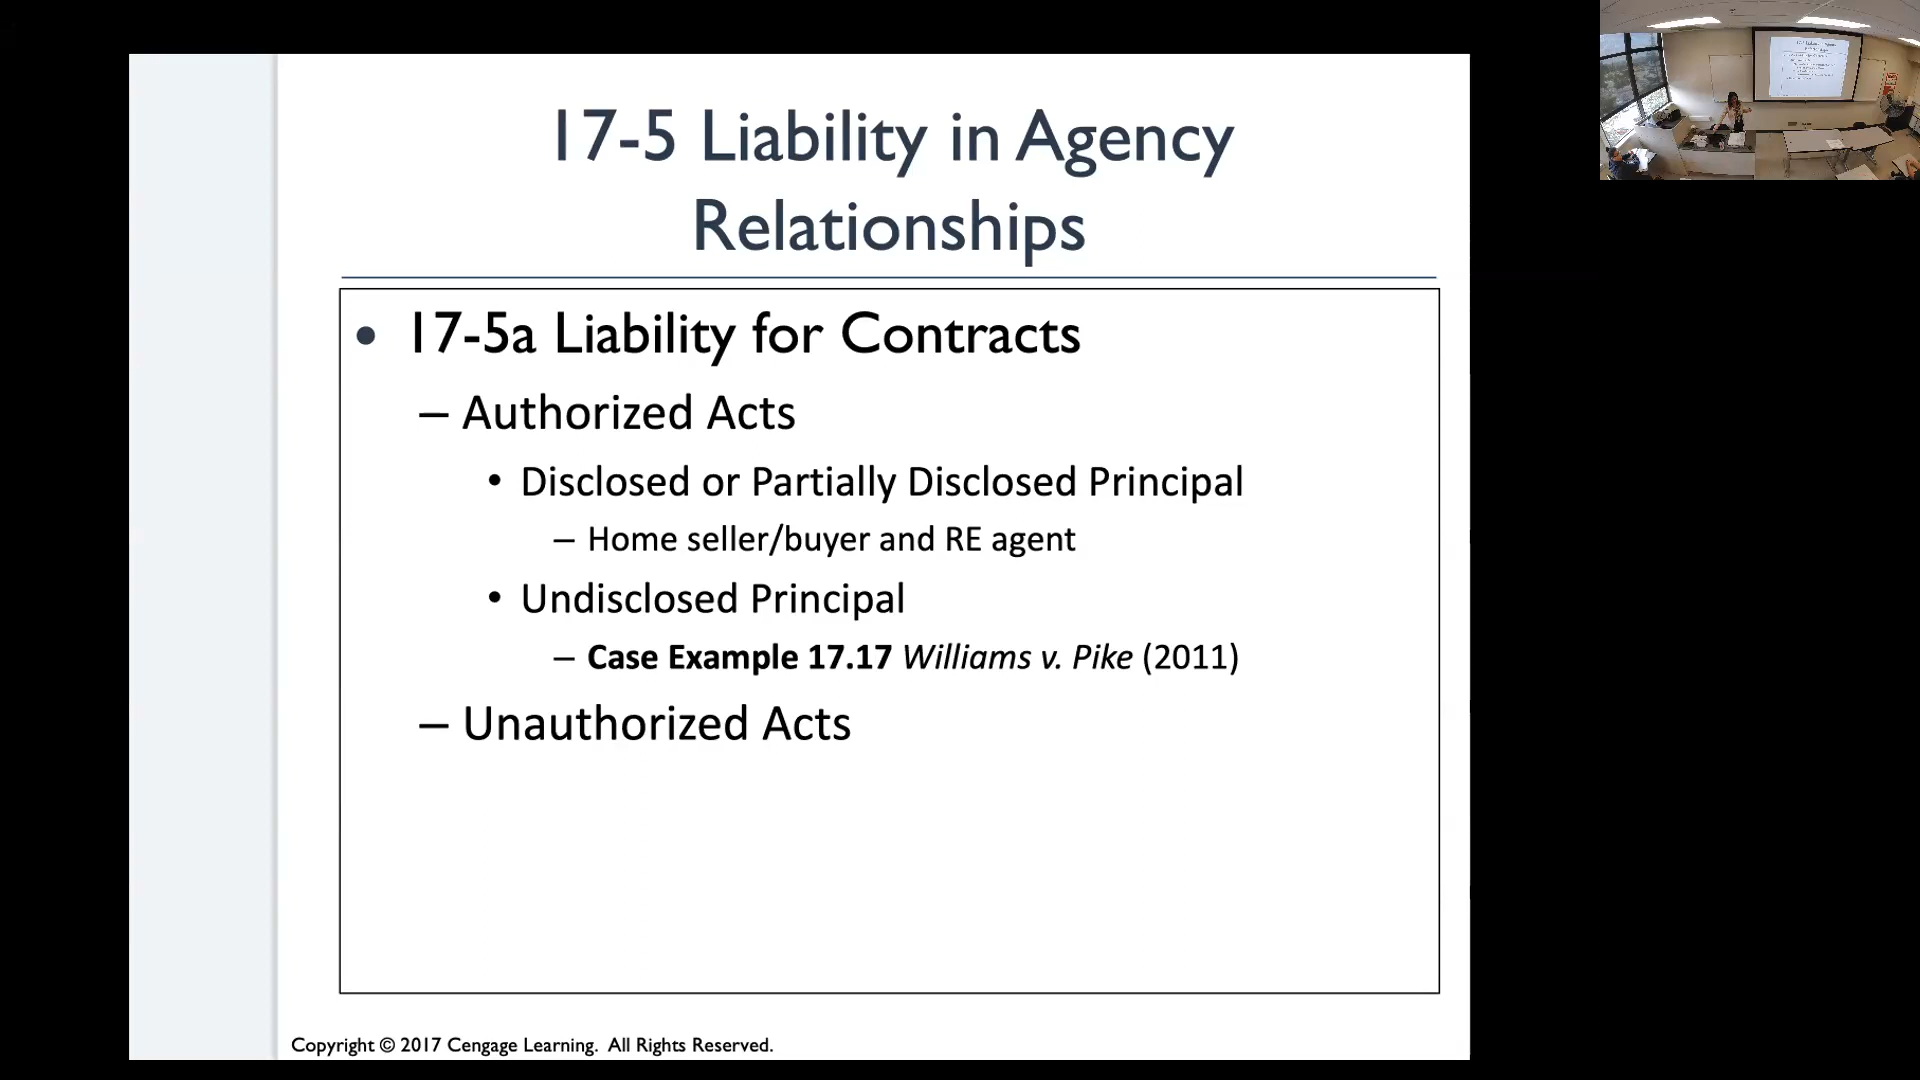 17-5 Liability in Agency
Relationships
• 17-5a Liability for Contracts
– Authorized Acts
• Disclosed or Partially Disclosed Principal
– Home seller/buyer and RE agent
• Undisclosed Principal
– Case Example 17.17 Williams v. Pike (2011)
– Unauthorized Acts
Copyright © 2017 Cengage Learning. All Rights Reserved.